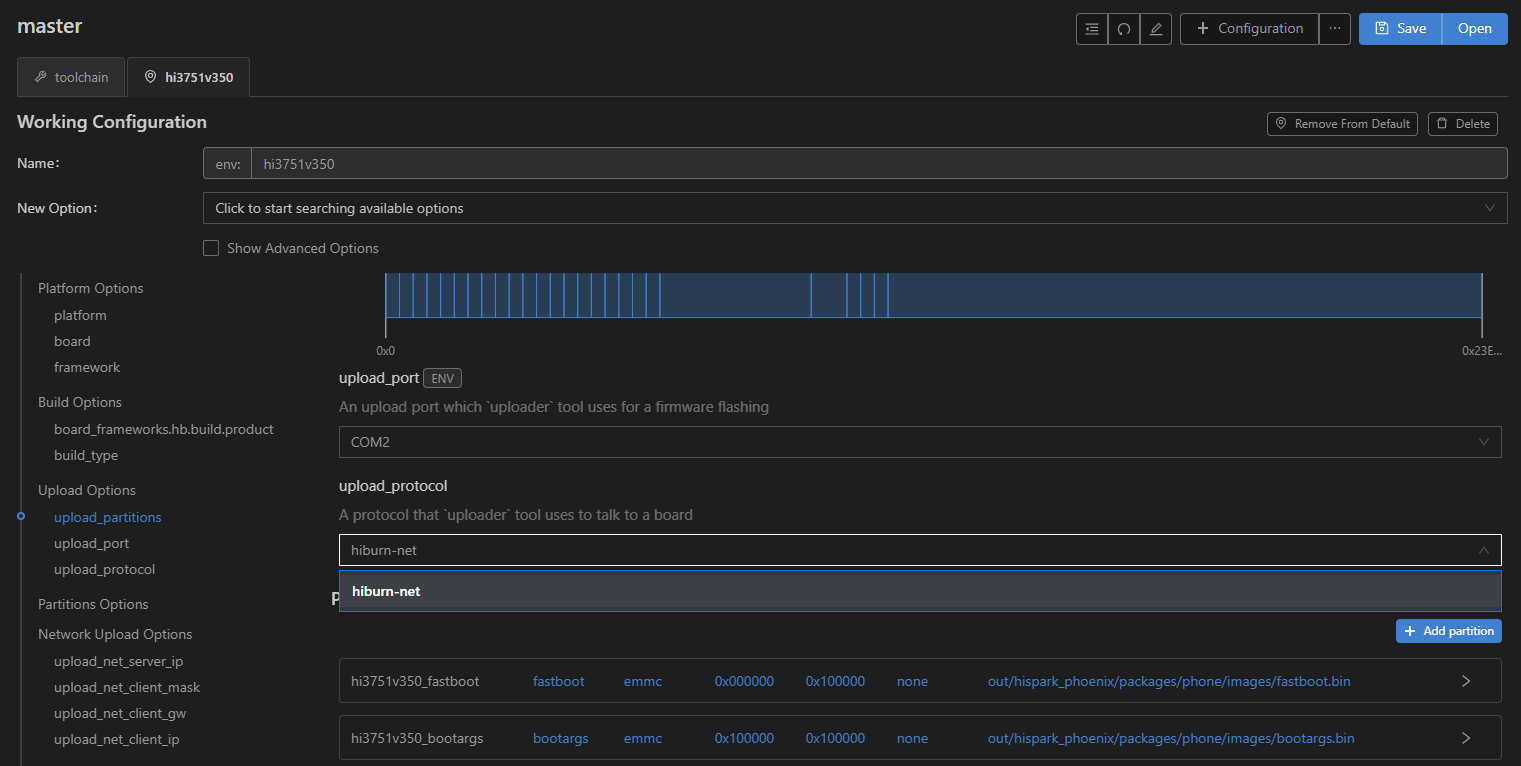 master
Configuration
···
Save
Open
toolchain
hi3751v350
Working Configuration
Remove From Default
Delete
Name:
env:
hi3751v350
New Option:
Click to start searching available options
Show Advanced Options
Platform Options
platform
board
framework
Build Options
board_frameworks.hb.build.product
build_type
Upload Options
upload_partitions
upload_port
upload_protocol
Partitions Options
Network Upload Options
upload_net_server_ip
upload_net_client_mask
upload_net_client_gw
upload_net_client_ip
0x0
0x23E...
upload_port ENV
An upload port which `uploader` tool uses for a firmware flashing
COM2
upload_protocol
A protocol that `uploader` tool uses to talk to a board
hiburn-net
hiburn-net
Add partition
hi3751v350_fastboot fastboot emmc 0x000000 0x100000 none out/hispark_phoenix/packages/phone/images/fastboot.bin
hi3751v350_bootargs bootargs emmc 0x100000 0x100000 none out/hispark_phoenix/packages/phone/images/bootargs.bin